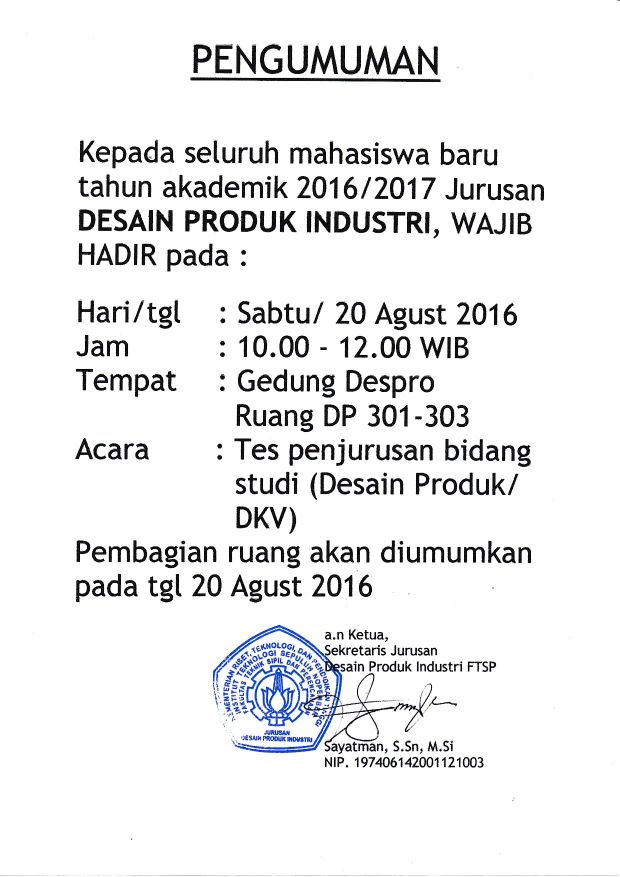 PENGUMUMAN
Kepada seluruh mahasiswa baru
tahun akademik 2016/2017 Jurusan
DESAIN PRODUK INDUSTRI, WAJIB
HADIR pada :
Hari/tgl : Sabtu/ 20 Agust 2016
Jam : 10.00 - 12.00 WIB
Tempat : Gedung Despro
Ruang DP 301-303
Acara : Tes penjurusan bidang
studi (Desain Produk/
DKV)
Pembagian ruang akan diumumkan
pada tgl 20 Agust 2016
a.n Ketua,
Sekretaris Jurusan
Desain Produk Industri FTSP
KEMENTERIAN RISET, TEKNOLOGI, DAN PENDIDIKAN TINGGI
INSTITUT TEKNOLOGI SEPULUH NOPEMBER
FAKULTAS TEKNIK SIPIL DAN PERENCANAAN
JURUSAN
DESAIN PRODUK INDUSTRI
Sayatman, S.Sn, M.Si
NIP. 197406142001121003